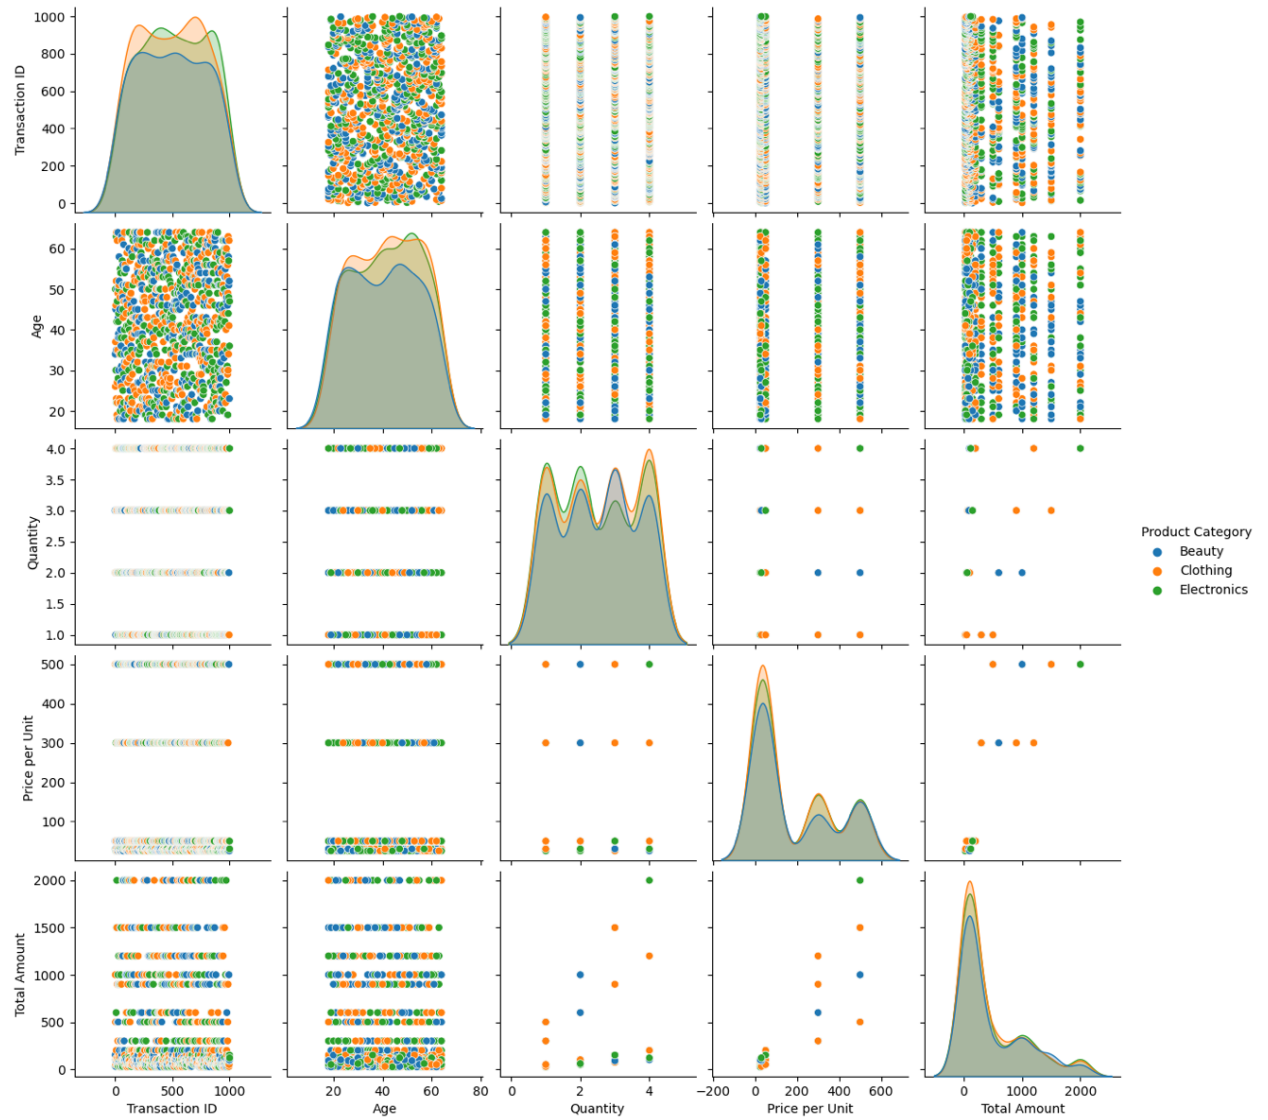 1000
800
600
400
200
0
Transaction ID
60
50
40
30
20
Age
4.0
3.5
3.0
2.5
2.0
1.5
1.0
Quantity
Product Category
Beauty
Clothing
Electronics
500
400
300
200
100
Price per Unit
2000
1500
1000
500
0
Total Amount
0 500 1000
20 40 60 80
0 2 4
−200 0 200 400 600
0 1000 2000
Transaction ID
Age
Quantity
Price per Unit
Total Amount